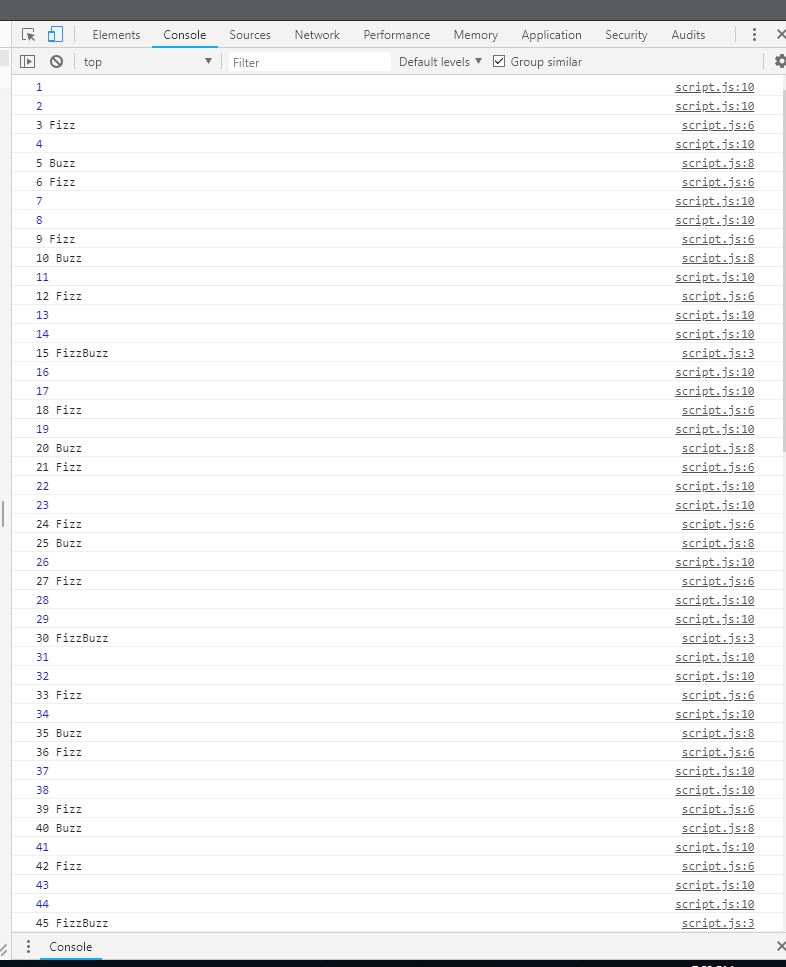 Elements Console Sources Network Performance Memory Application Security Audits
top Filter Default levels Group similar
1 script.js:10
2 script.js:10
3 Fizz script.js:6
4 script.js:10
5 Buzz script.js:8
6 Fizz script.js:6
7 script.js:10
8 script.js:10
9 Fizz script.js:6
10 Buzz script.js:8
11 script.js:10
12 Fizz script.js:6
13 script.js:10
14 script.js:10
15 FizzBuzz script.js:3
16 script.js:10
17 script.js:10
18 Fizz script.js:6
19 script.js:10
20 Buzz script.js:8
21 Fizz script.js:6
22 script.js:10
23 script.js:10
24 Fizz script.js:6
25 Buzz script.js:8
26 script.js:10
27 Fizz script.js:6
28 script.js:10
29 script.js:10
30 FizzBuzz script.js:3
31 script.js:10
32 script.js:10
33 Fizz script.js:6
34 script.js:10
35 Buzz script.js:8
36 Fizz script.js:6
37 script.js:10
38 script.js:10
39 Fizz script.js:6
40 Buzz script.js:8
41 script.js:10
42 Fizz script.js:6
43 script.js:10
44 script.js:10
45 FizzBuzz script.js:3
Console